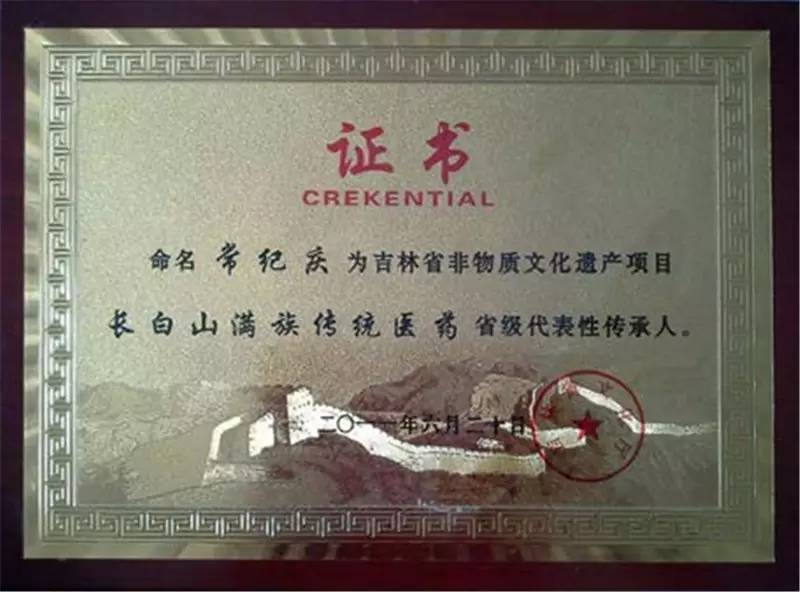 证书
CREKENTIAL
命名 常纪庆 为吉林省非物质文化遗产项目
长白山满族传统医药 省级代表性传承人。
二〇一一年六月二十日